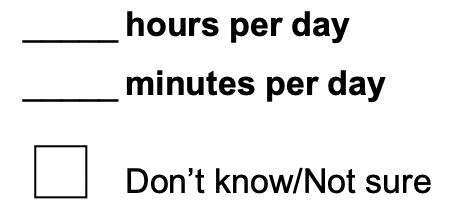 _____ hours per day
_____ minutes per day
Don't know/Not sure